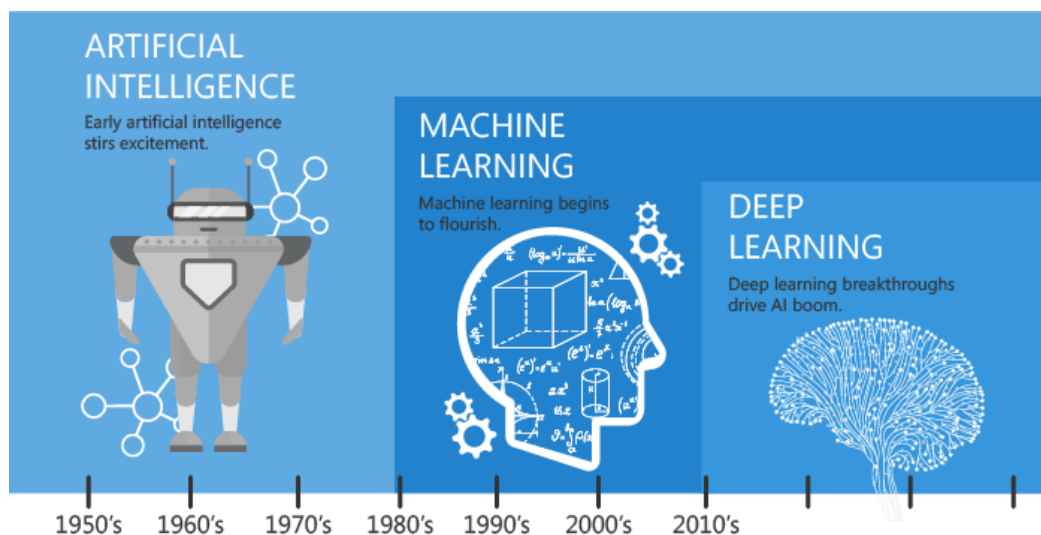 ARTIFICIAL
INTELLIGENCE
Early artificial intelligence
stirs excitement.
MACHINE
LEARNING
Machine learning begins
to flourish.
DEEP
LEARNING
Deep learning breakthroughs
drive AI boom.
1950's 1960's 1970's 1980's 1990's 2000's 2010's